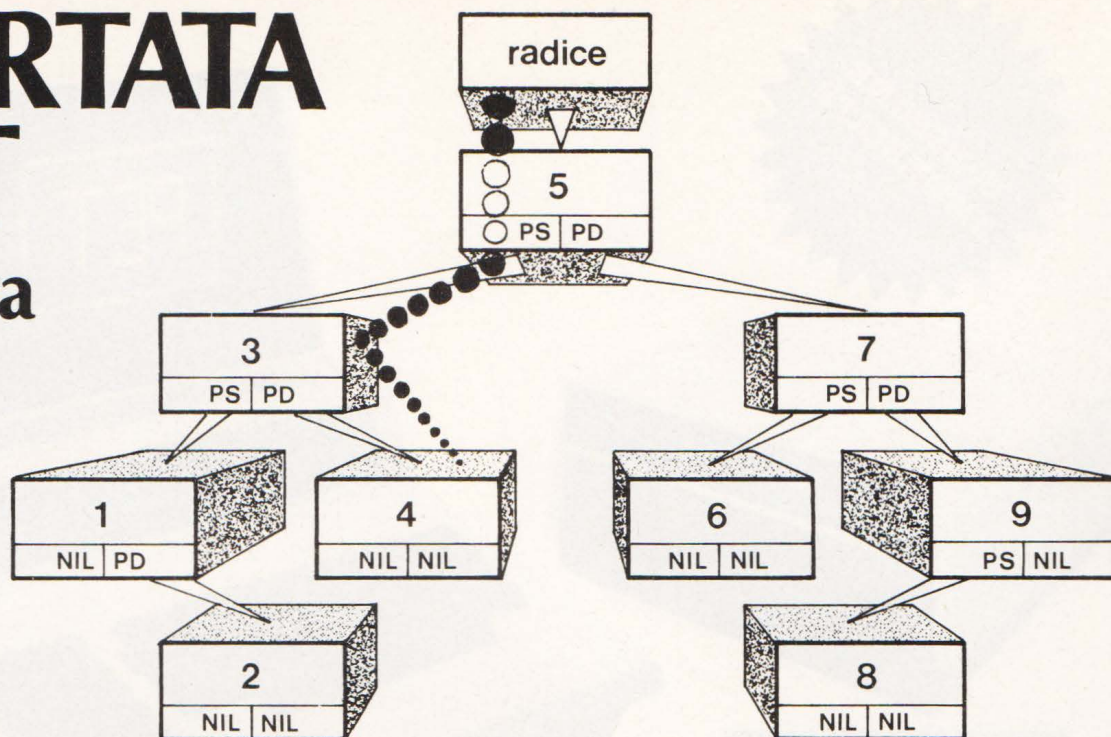 RTATA
a
radice
5
PS PD
3
PS PD
7
PS PD
1
NIL PD
4
NIL NIL
6
NIL NIL
9
PS NIL
2
NIL NIL
8
NIL NIL